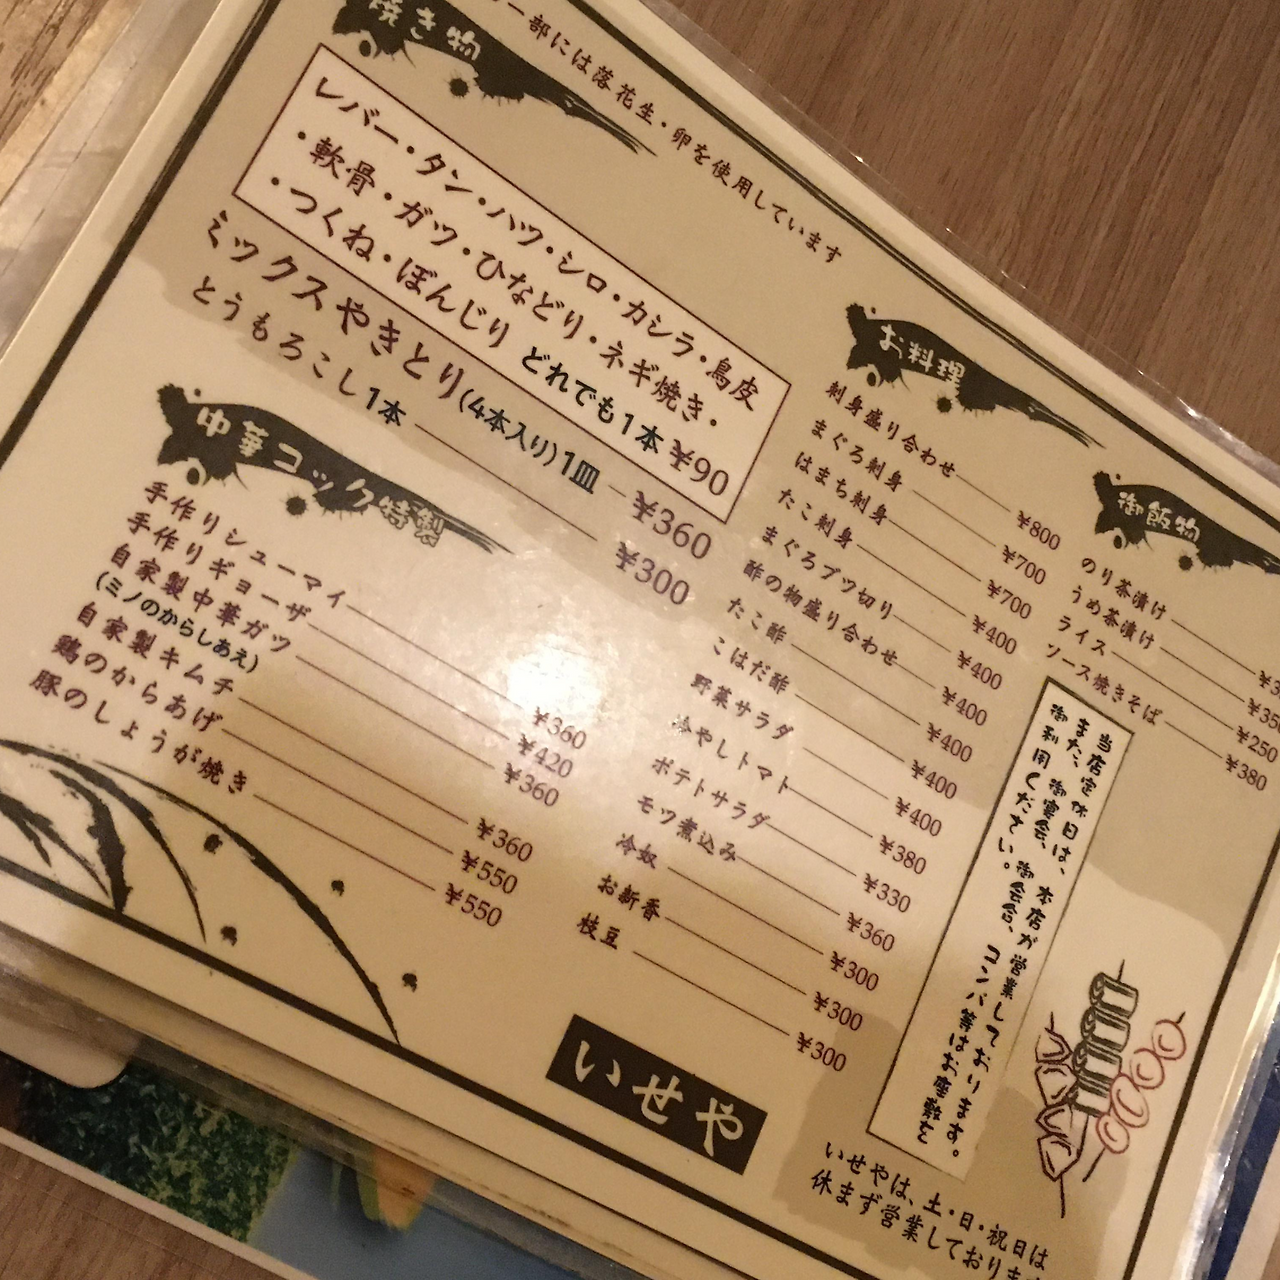 焼き物
一部には落花生・卵を使用しています
レバー・タン・ハツ・シロ・カシラ・鳥皮
・軟骨・ガツ・ひなどり・ネギ焼き・
・つくね・ぼんじり どれでも1本 ¥90
ミックスやきとり(4本入り)1皿 ¥360
とうもろこし1本 ¥300
中華コック特製
手作りシューマイ ¥360
手作りギョーザ ¥420
自家製中華ガツ ¥360
(ミノのからしあえ)
自家製キムチ ¥360
鶏のからあげ ¥550
豚のしょうが焼き ¥550
お料理
刺身盛り合わせ ¥800
まぐろ刺身 ¥700
はまち刺身 ¥700
たこ刺身 ¥400
まぐろブツ切り ¥400
酢の物盛り合わせ ¥400
たこ酢 ¥400
こはだ酢 ¥400
野菜サラダ ¥400
冷やしトマト ¥380
ポテトサラダ ¥330
モツ煮込み ¥360
冷奴 ¥300
お新香 ¥300
枝豆 ¥300
御飯物
のり茶漬け
うめ茶漬け ¥350
ライス ¥250
ソース焼きそば ¥380
当店定休日は、本店が営業しております。
また、御宴会、御会合、コンパ等はお座敷を
御利用ください。
いせや
いせやは、土・日・祝日は
休まず営業しております